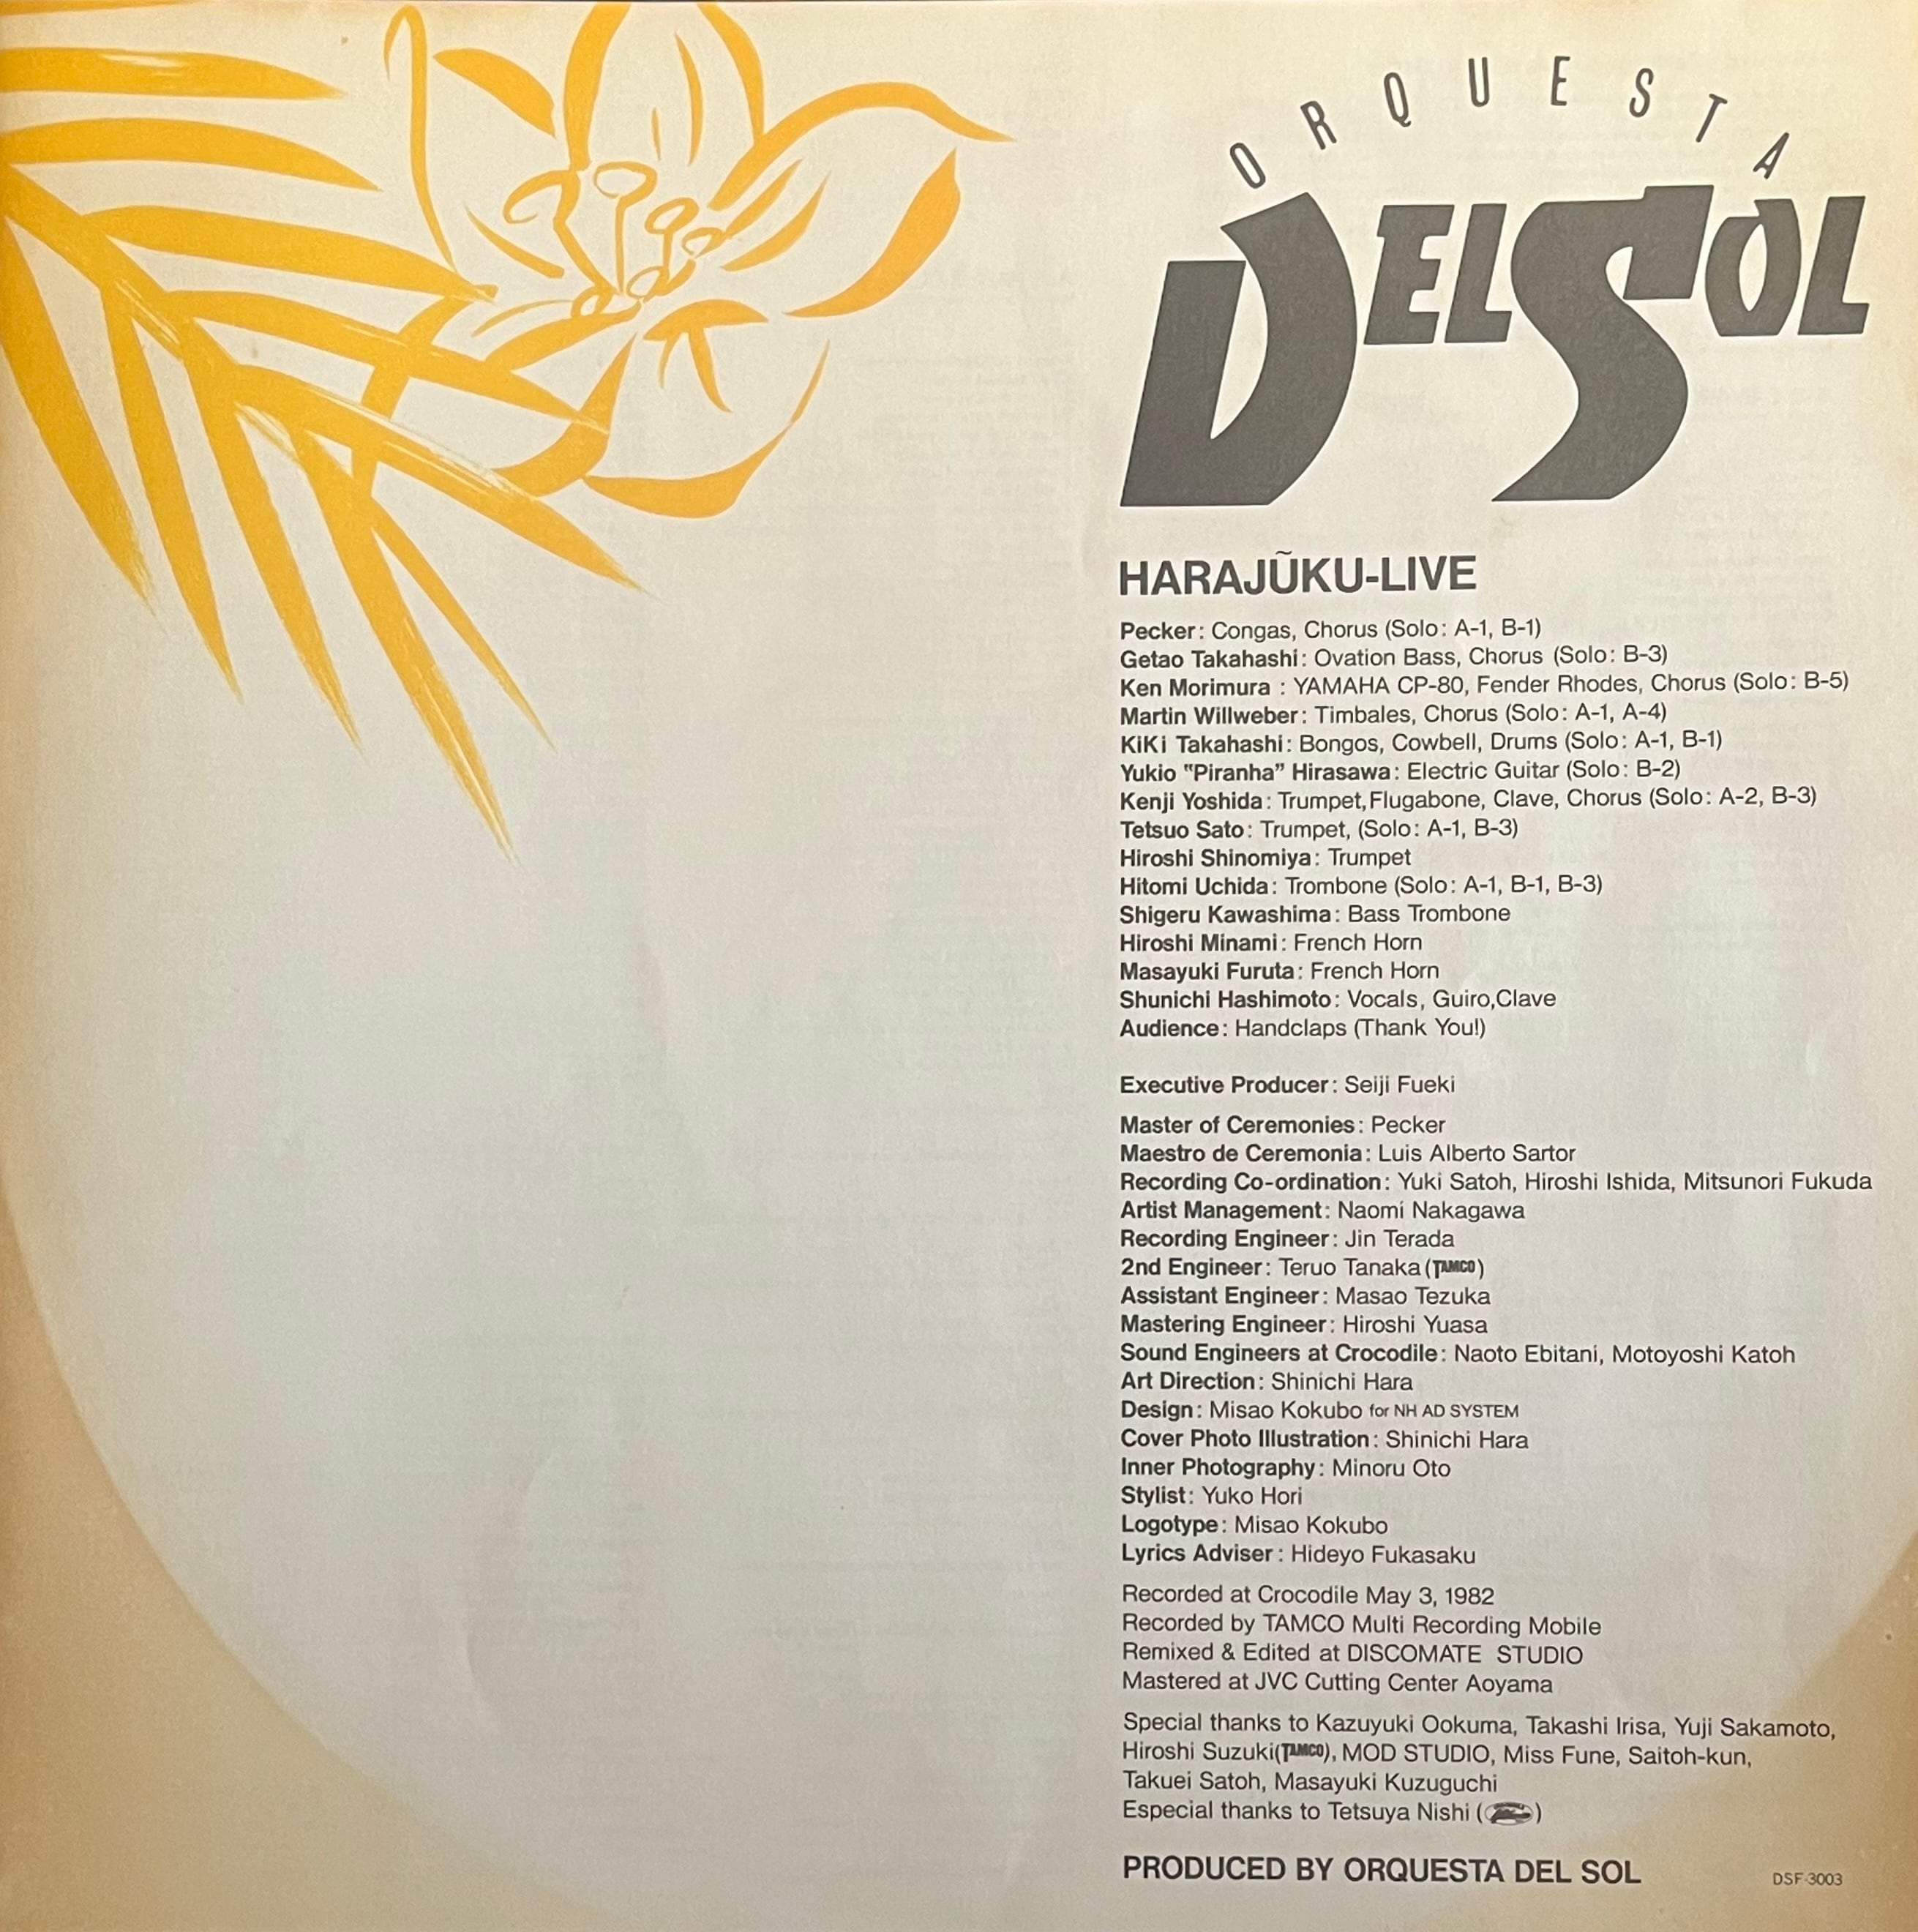 ORQUESTA
DEL SOL
HARAJŨKU-LIVE
Pecker: Congas, Chorus (Solo: A-1, B-1)
Getao Takahashi: Ovation Bass, Chorus (Solo: B-3)
Ken Morimura : YAMAHA CP-80, Fender Rhodes, Chorus (Solo: B-5)
Martin Willweber: Timbales, Chorus (Solo: A-1, A-4)
KiKi Takahashi: Bongos, Cowbell, Drums (Solo: A-1, B-1)
Yukio "Piranha” Hirasawa: Electric Guitar (Solo: B-2)
Kenji Yoshida: Trumpet,Flugabone, Clave, Chorus (Solo: A-2, B-3)
Tetsuo Sato: Trumpet, (Solo: A-1, B-3)
Hiroshi Shinomiya: Trumpet
Hitomi Uchida: Trombone (Solo: A-1, B-1, B-3)
Shigeru Kawashima: Bass Trombone
Hiroshi Minami: French Horn
Masayuki Furuta: French Horn
Shunichi Hashimoto: Vocals, Guiro,Clave
Audience: Handclaps (Thank You!)
Executive Producer: Seiji Fueki
Master of Ceremonies: Pecker
Maestro de Ceremonia: Luis Alberto Sartor
Recording Co-ordination: Yuki Satoh, Hiroshi Ishida, Mitsunori Fukuda
Artist Management: Naomi Nakagawa
Recording Engineer: Jin Terada
2nd Engineer: Teruo Tanaka (TAMCO)
Assistant Engineer: Masao Tezuka
Mastering Engineer: Hiroshi Yuasa
Sound Engineers at Crocodile: Naoto Ebitani, Motoyoshi Katoh
Art Direction: Shinichi Hara
Design: Misao Kokubo for NH AD SYSTEM
Cover Photo Illustration: Shinichi Hara
Inner Photography: Minoru Oto
Stylist: Yuko Hori
Logotype: Misao Kokubo
Lyrics Adviser: Hideyo Fukasaku
Recorded at Crocodile May 3, 1982
Recorded by TAMCO Multi Recording Mobile
Remixed & Edited at DISCOMATE STUDIO
Mastered at JVC Cutting Center Aoyama
Special thanks to Kazuyuki Ookuma, Takashi Irisa, Yuji Sakamoto,
Hiroshi Suzuki(TAMCO), MOD STUDIO, Miss Fune, Saitoh-kun,
Takuei Satoh, Masayuki Kuzuguchi
Especial thanks to Tetsuya Nishi ( )
PRODUCED BY ORQUESTA DEL SOL
DSF-3003